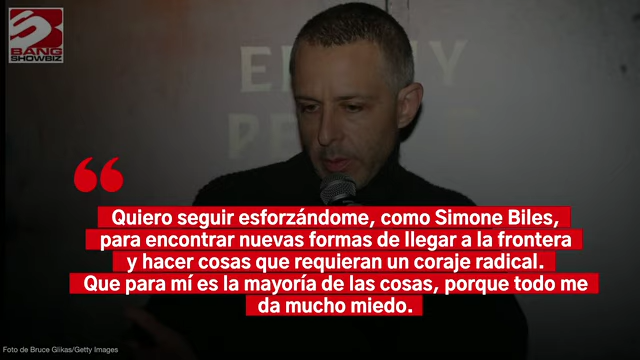 BANG
SHOWBIZ
EN Y
PE
Quiero seguir esforzándome, como Simone Biles,
para encontrar nuevas formas de llegar a la frontera
y hacer cosas que requieran un coraje radical.
Que para mí es la mayoría de las cosas, porque todo me
da mucho miedo.
Foto de Bruce Glikas/Getty Images